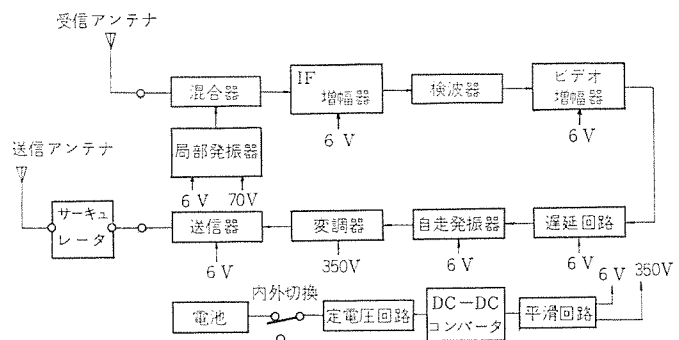 受信アンテナ
混合器
IF
増幅器
検波器
ビデオ
増幅器
6 V
6 V
局部発振器
6 V
70V
送信アンテナ
サーキュ
レータ
送信器
変調器
自走発振器
遅延回路
6 V
350V
6 V
6 V
6 V
350V
内外切換
電池
定電圧回路
DC－DC
コンバータ
平滑回路